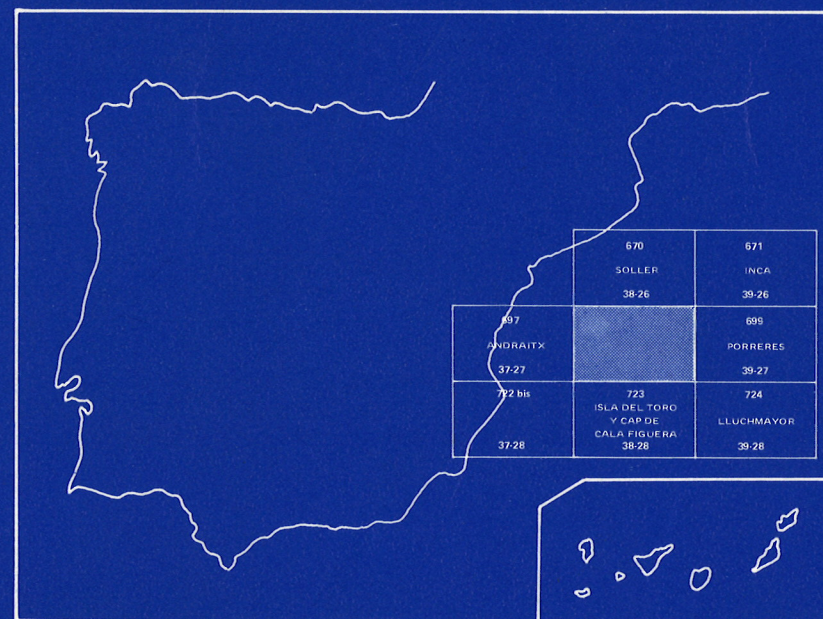 670
SOLLER
38-26
671
INCA
39-26
697
ANDRAITX
37-27
699
PORRERES
39-27
722 bis
37-28
723
ISLA DEL TORO
Y CAP DE
CALA FIGUERA
38-28
724
LLUCHMAYOR
39-28